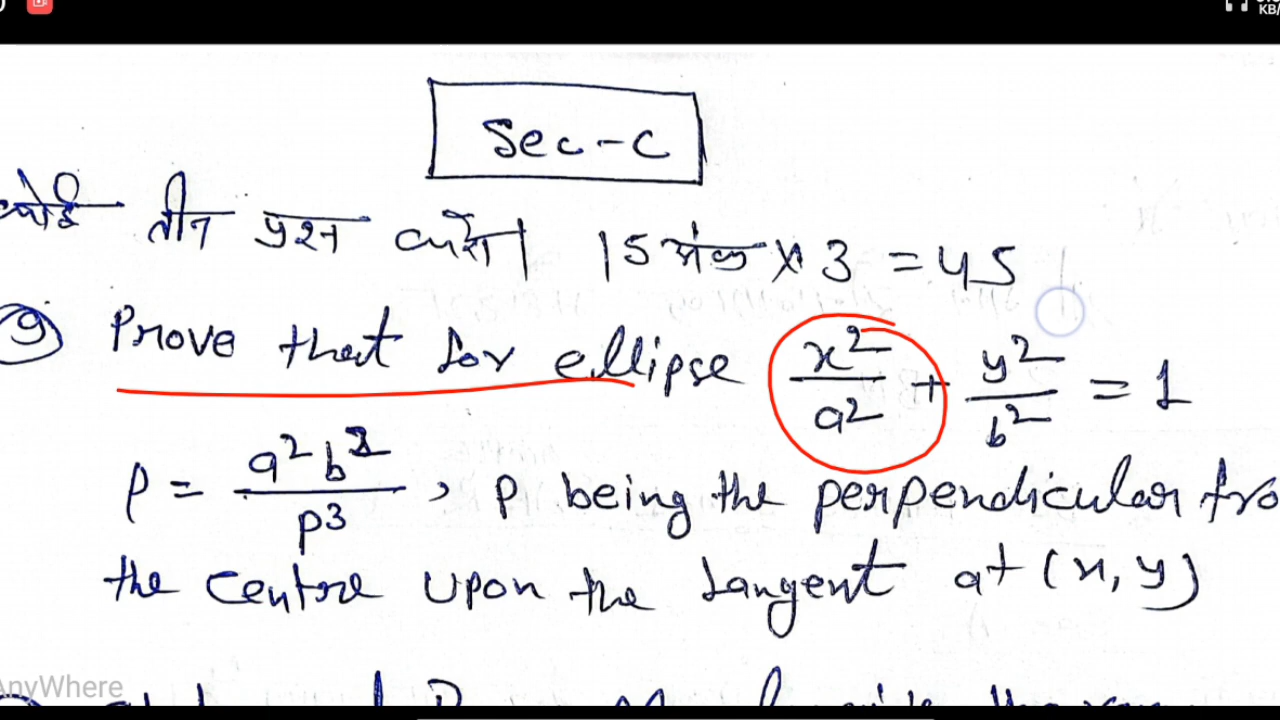 KB/
Sec-C
कोई तीन प्रश्न करो। 15 अंक × 3 = 45
9 Prove that for ellipse x²/a² + y²/b² = 1
ρ = a²b²/p³, p being the perpendicular fro
the centre upon the tangent at (x, y)
AnyWhere